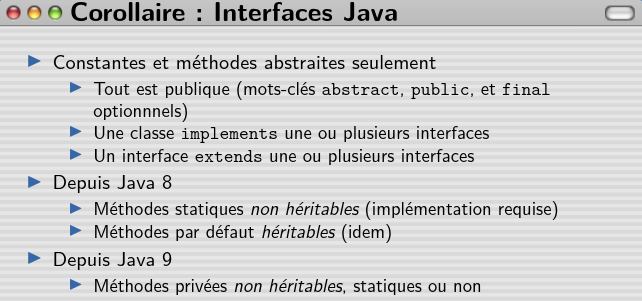 Corollaire : Interfaces Java
Constantes et méthodes abstraites seulement
Tout est publique (mots-clés abstract, public, et final
optionnnels)
Une classe implements une ou plusieurs interfaces
Un interface extends une ou plusieurs interfaces
Depuis Java 8
Méthodes statiques non héritables (implémentation requise)
Méthodes par défaut héritables (idem)
Depuis Java 9
Méthodes privées non héritables, statiques ou non